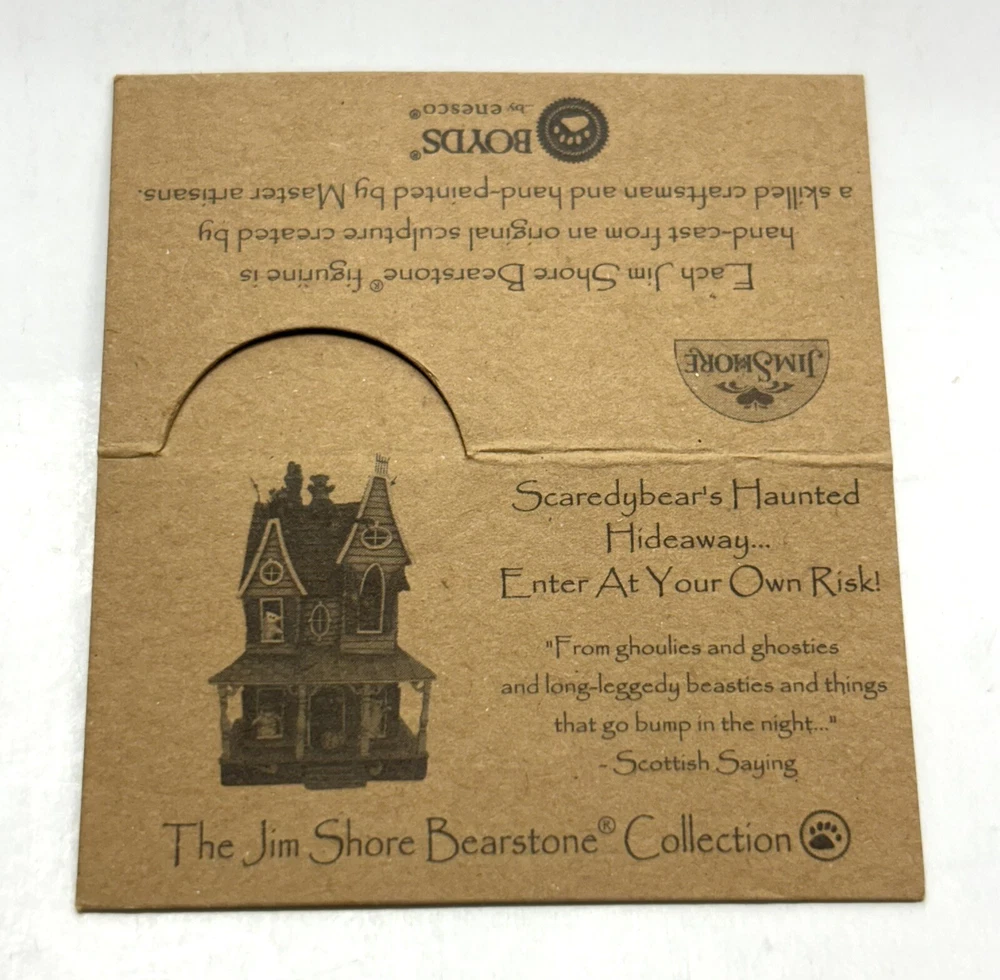 Scaredybear's Haunted
Hideaway...
Enter At Your Own Risk!
"From ghoulies and ghosties
and long-leggedy beasties and things
that go bump in the night..."
- Scottish Saying
The Jim Shore Bearstone® Collection
JIM SHORE
Each Jim Shore Bearstone® figurine is
hand-cast from an original sculpture created by
a skilled craftsman and hand-painted by Master artisans.
BOYDS®
by enesco®